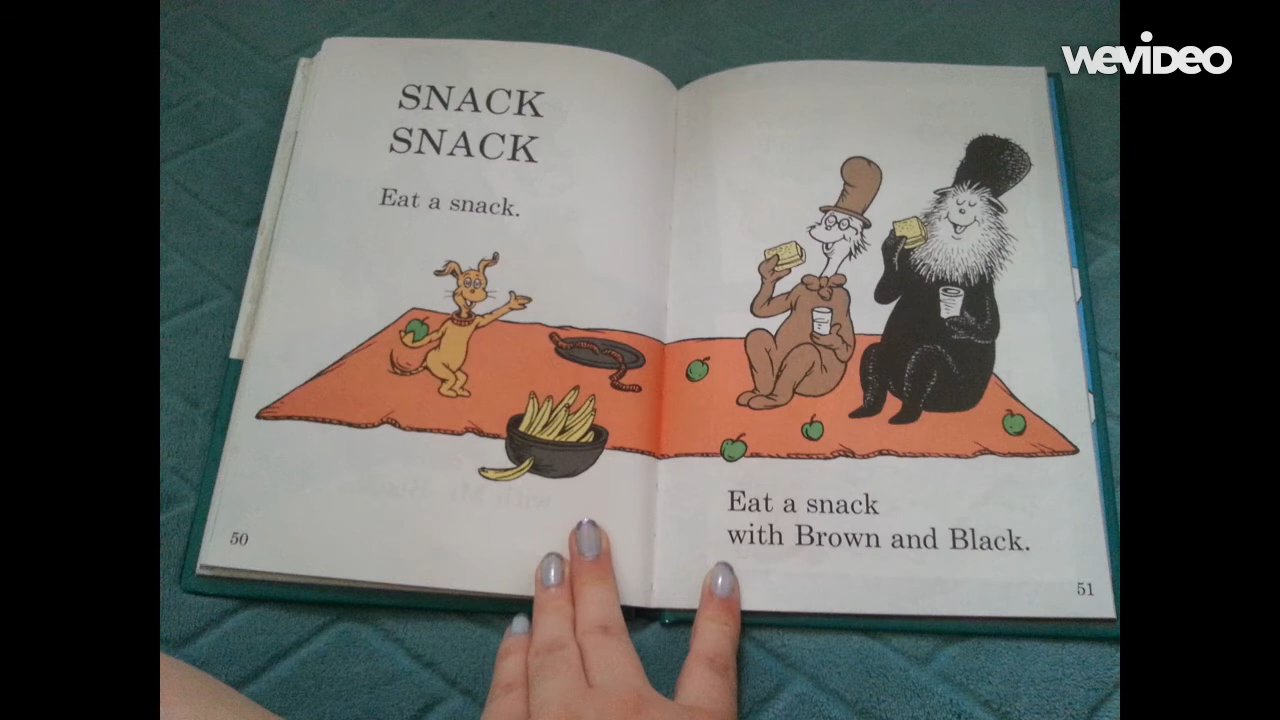 WEVIDEO
SNACK
SNACK
Eat a snack.
50
Eat a snack
with Brown and Black.
51